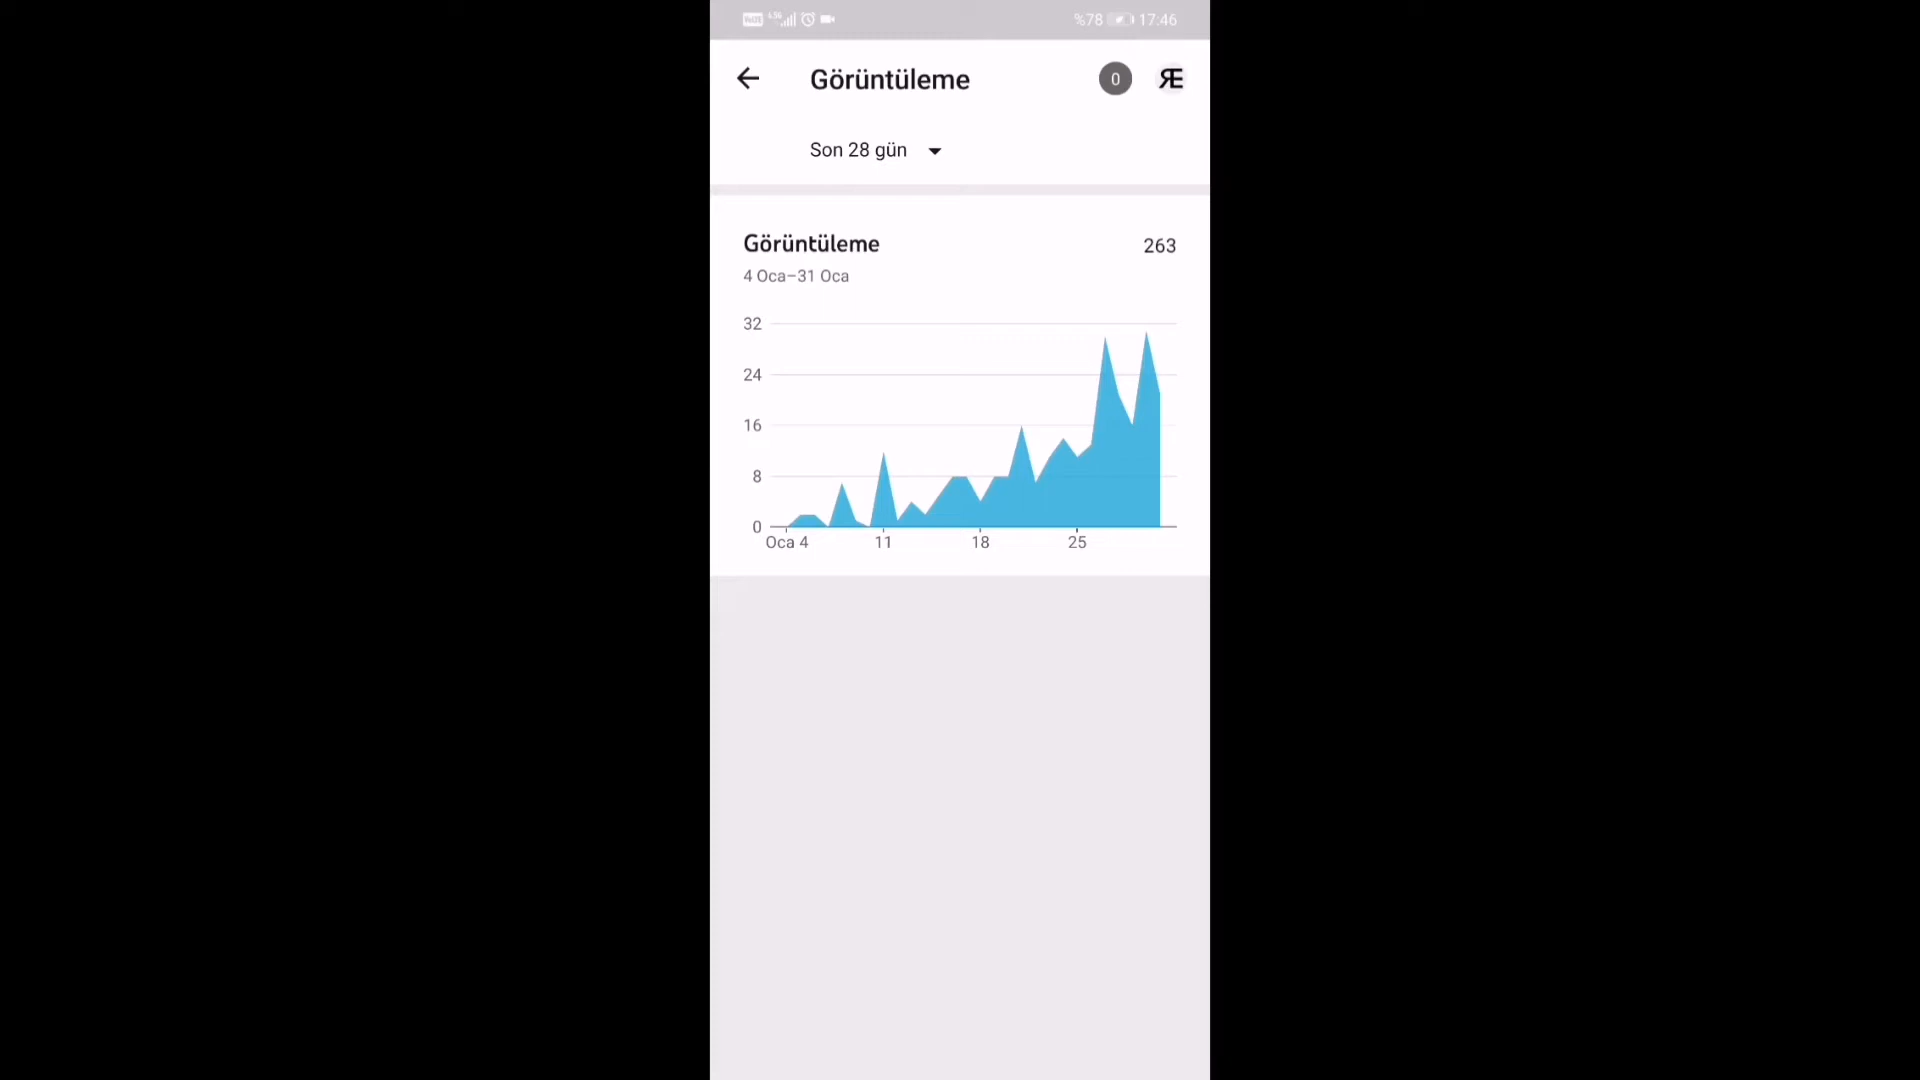 %78 17:46
Görüntüleme 0 ЯE
Son 28 gün
Görüntüleme 263
4 Oca–31 Oca
32
24
16
8
0
Oca 4 11 18 25